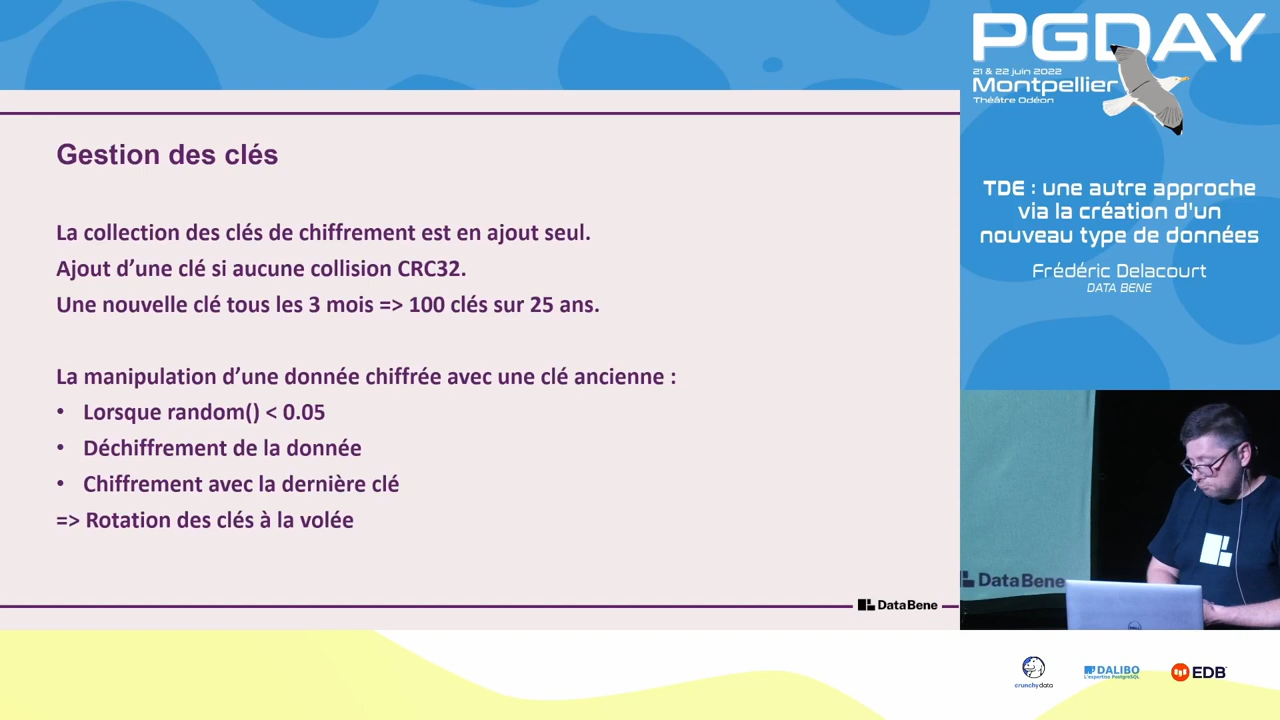 PGDAY
21 & 22 juin 2022
Montpellier
Théâtre Odéon
TDE : une autre approche
via la création d'un
nouveau type de données
Frédéric Delacourt
DATA BENE
Gestion des clés
La collection des clés de chiffrement est en ajout seul.
Ajout d’une clé si aucune collision CRC32.
Une nouvelle clé tous les 3 mois => 100 clés sur 25 ans.
La manipulation d’une donnée chiffrée avec une clé ancienne :
• Lorsque random() < 0.05
• Déchiffrement de la donnée
• Chiffrement avec la dernière clé
=> Rotation des clés à la volée
DataBene
DataBene
DELL
crunchydata
DALIBO
L'expertise PostgreSQL
EDB